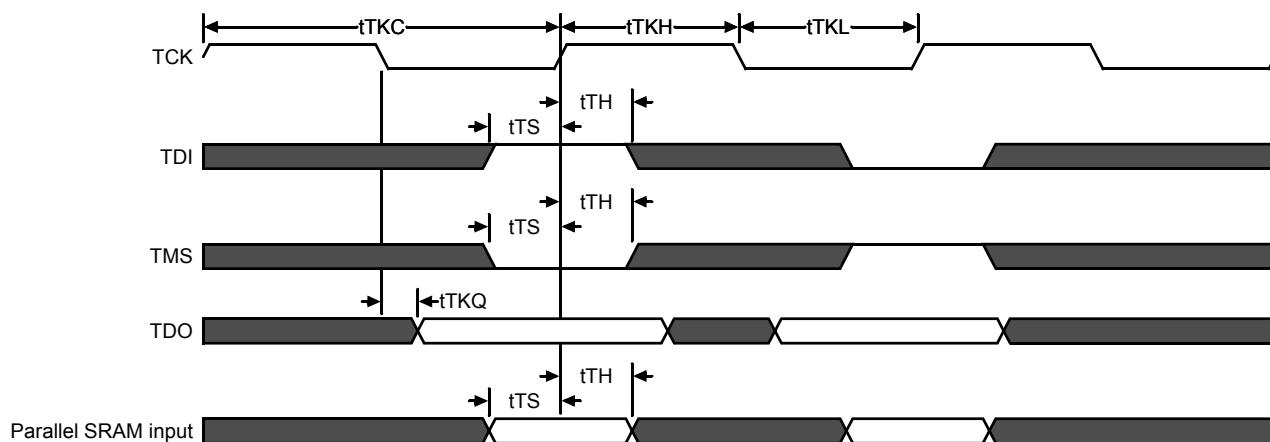 tTKC
tTKH
tTKL
TCK
tTH
tTS
TDI
tTH
tTS
TMS
tTKQ
TDO
tTH
tTS
Parallel SRAM input